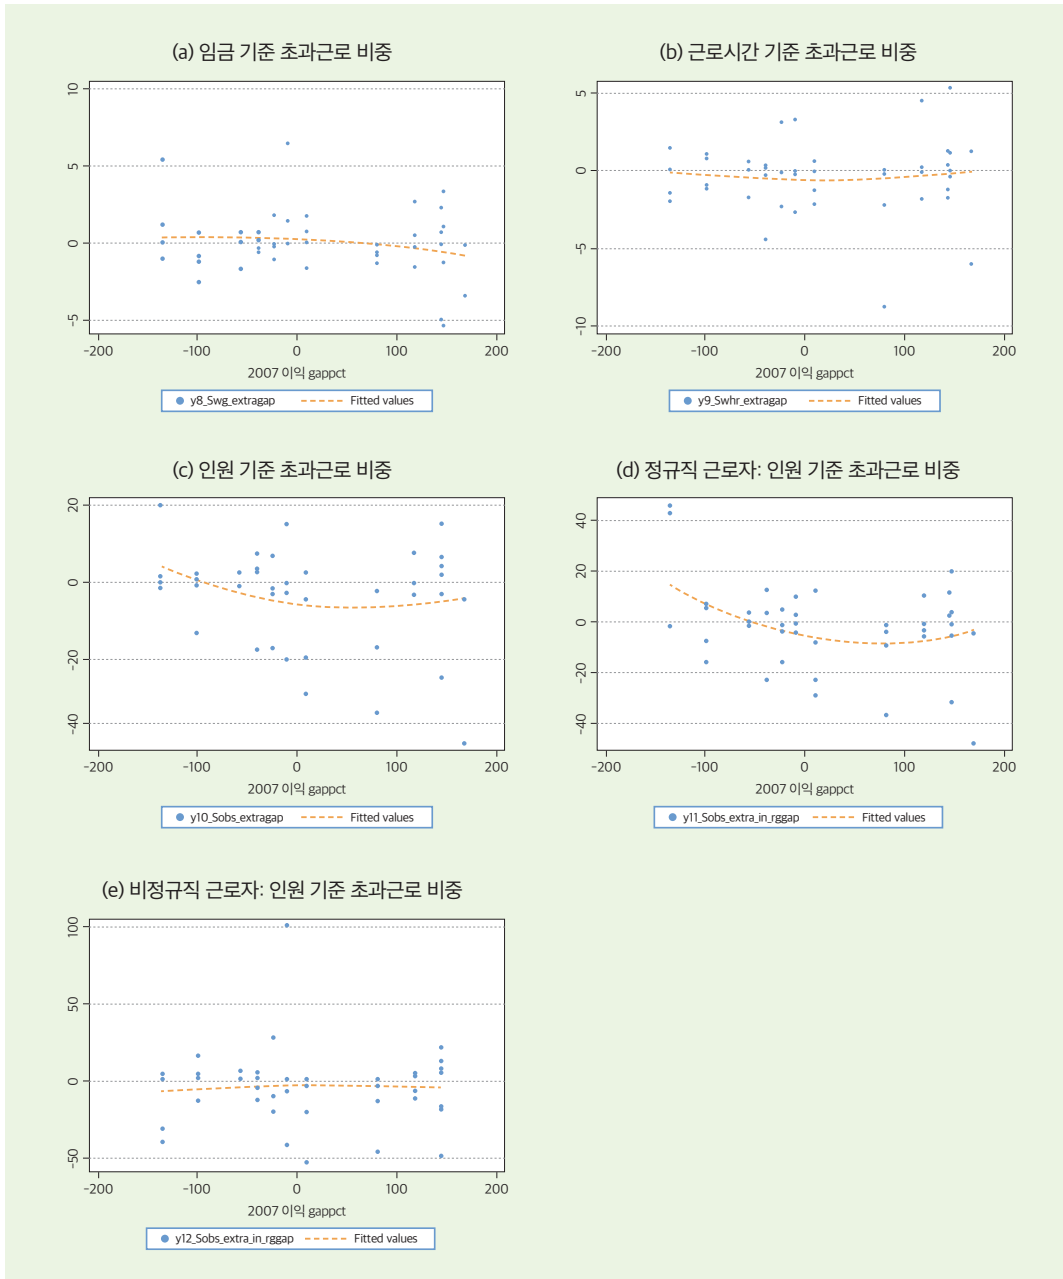 (a) 임금 기준 초과근로 비중
10
5
0
-5
-200 -100 0 100 200
2007 이익 gappct
y8_Swg_extragap Fitted values
(b) 근로시간 기준 초과근로 비중
5
0
-5
-10
-200 -100 0 100 200
2007 이익 gappct
y9_Swhr_extragap Fitted values
(c) 인원 기준 초과근로 비중
20
0
-20
-40
-200 -100 0 100 200
2007 이익 gappct
y10_Sobs_extragap Fitted values
(d) 정규직 근로자: 인원 기준 초과근로 비중
40
20
0
-20
-40
-200 -100 0 100 200
2007 이익 gappct
y11_Sobs_extra_in_rggap Fitted values
(e) 비정규직 근로자: 인원 기준 초과근로 비중
100
50
0
-50
-200 -100 0 100 200
2007 이익 gappct
y12_Sobs_extra_in_rggap Fitted values